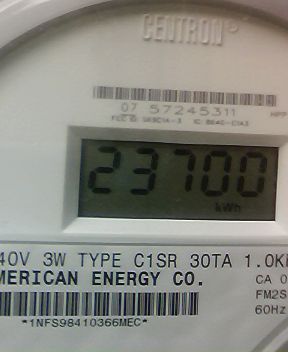 CENTRON®
07 57245311
23700
kWh
40V 3W TYPE C1SR 30TA 1.0K
MERICAN ENERGY CO.
CA 0
FM2S
60Hz
*1NFS98410366MEC*